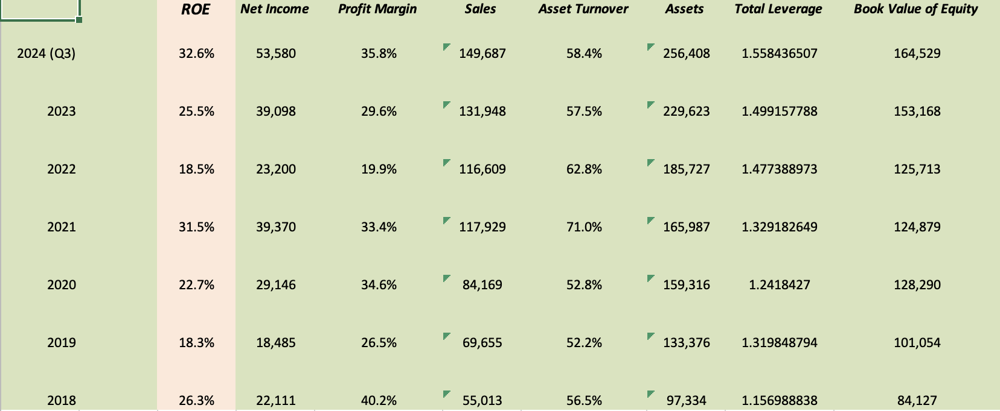 ROE Net Income Profit Margin Sales Asset Turnover Assets Total Leverage Book Value of Equity
2024 (Q3) 32.6% 53,580 35.8% 149,687 58.4% 256,408 1.558436507 164,529
2023 25.5% 39,098 29.6% 131,948 57.5% 229,623 1.499157788 153,168
2022 18.5% 23,200 19.9% 116,609 62.8% 185,727 1.477388973 125,713
2021 31.5% 39,370 33.4% 117,929 71.0% 165,987 1.329182649 124,879
2020 22.7% 29,146 34.6% 84,169 52.8% 159,316 1.2418427 128,290
2019 18.3% 18,485 26.5% 69,655 52.2% 133,376 1.319848794 101,054
2018 26.3% 22,111 40.2% 55,013 56.5% 97,334 1.156988838 84,127